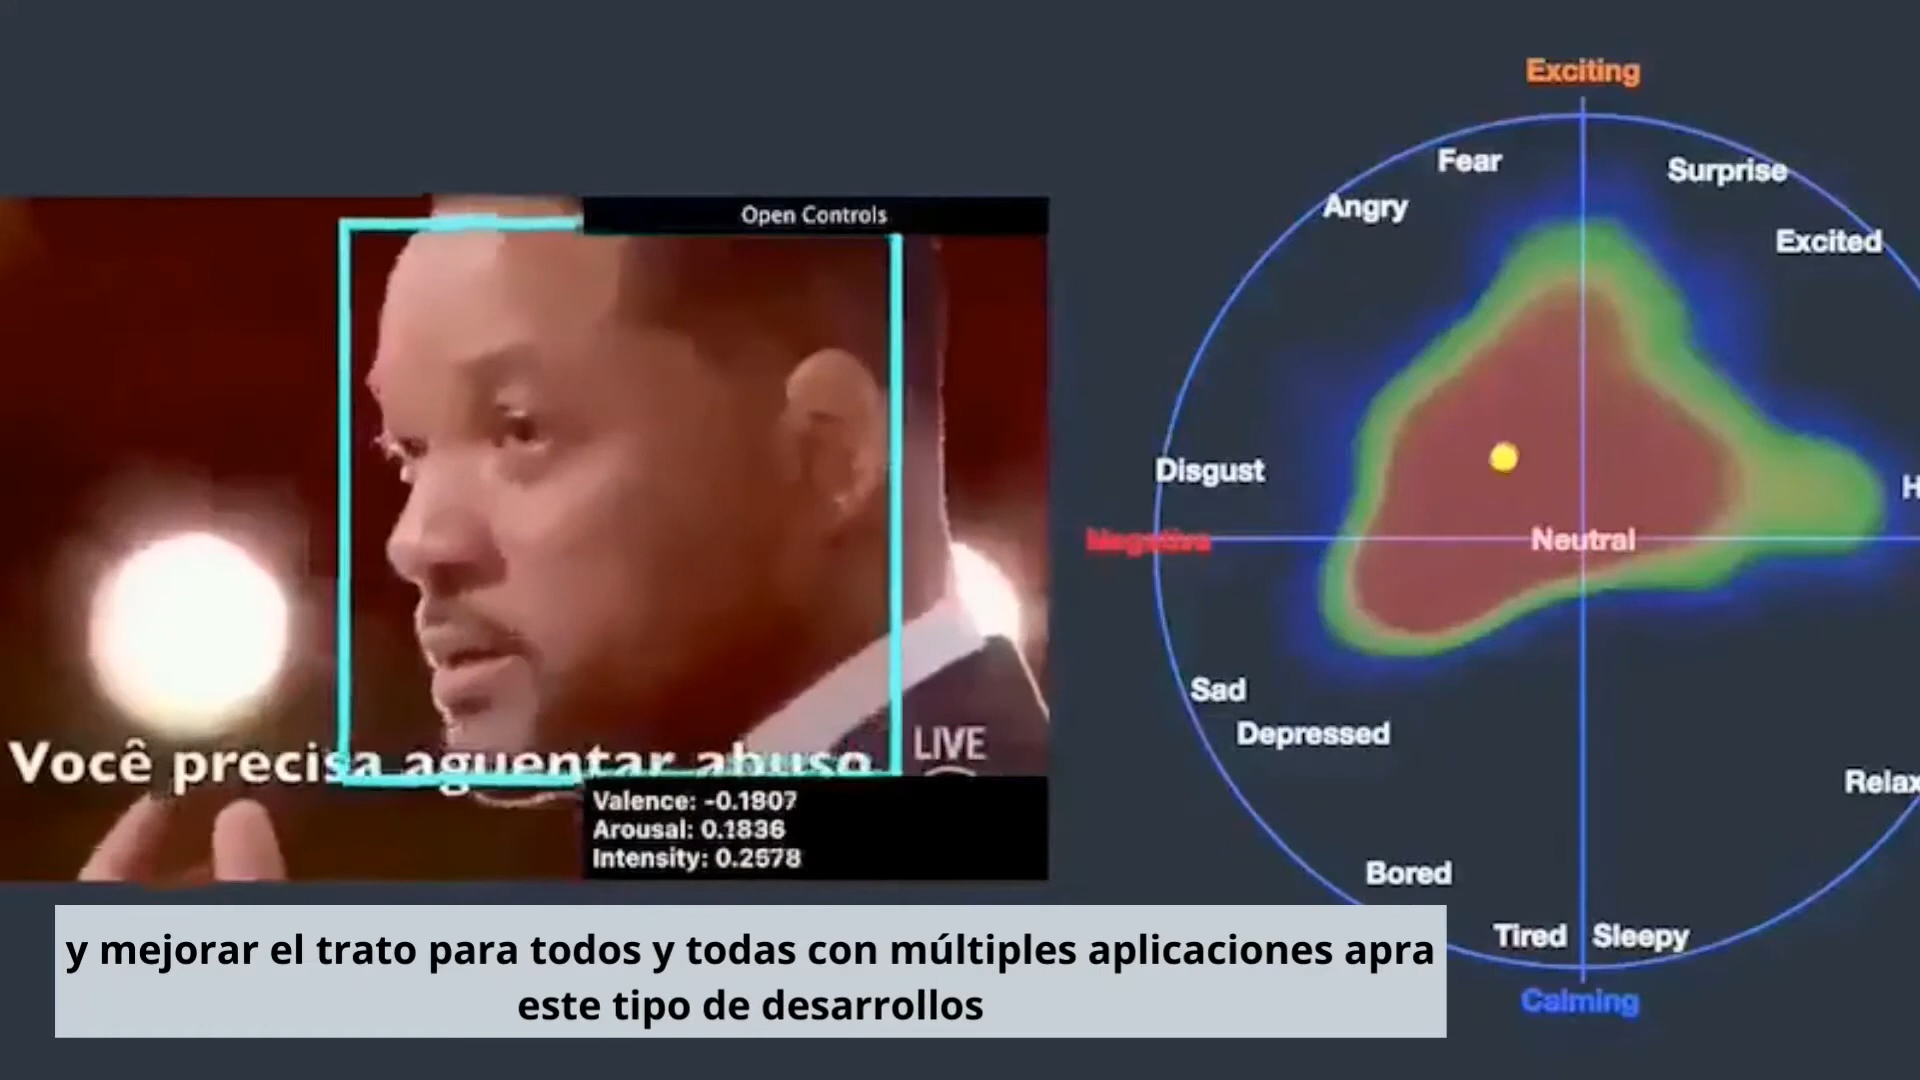 Exciting
Fear
Surprise
Angry
Open Controls
Excited
Disgust
Negative
Neutral
Sad
Depressed
LIVE
Você precisa aguentar abuso
Relax
Valence: -0.1807
Arousal: 0.1836
Intensity: 0.2578
Bored
Tired
Sleepy
Calming
y mejorar el trato para todos y todas con múltiples aplicaciones apra
este tipo de desarrollos